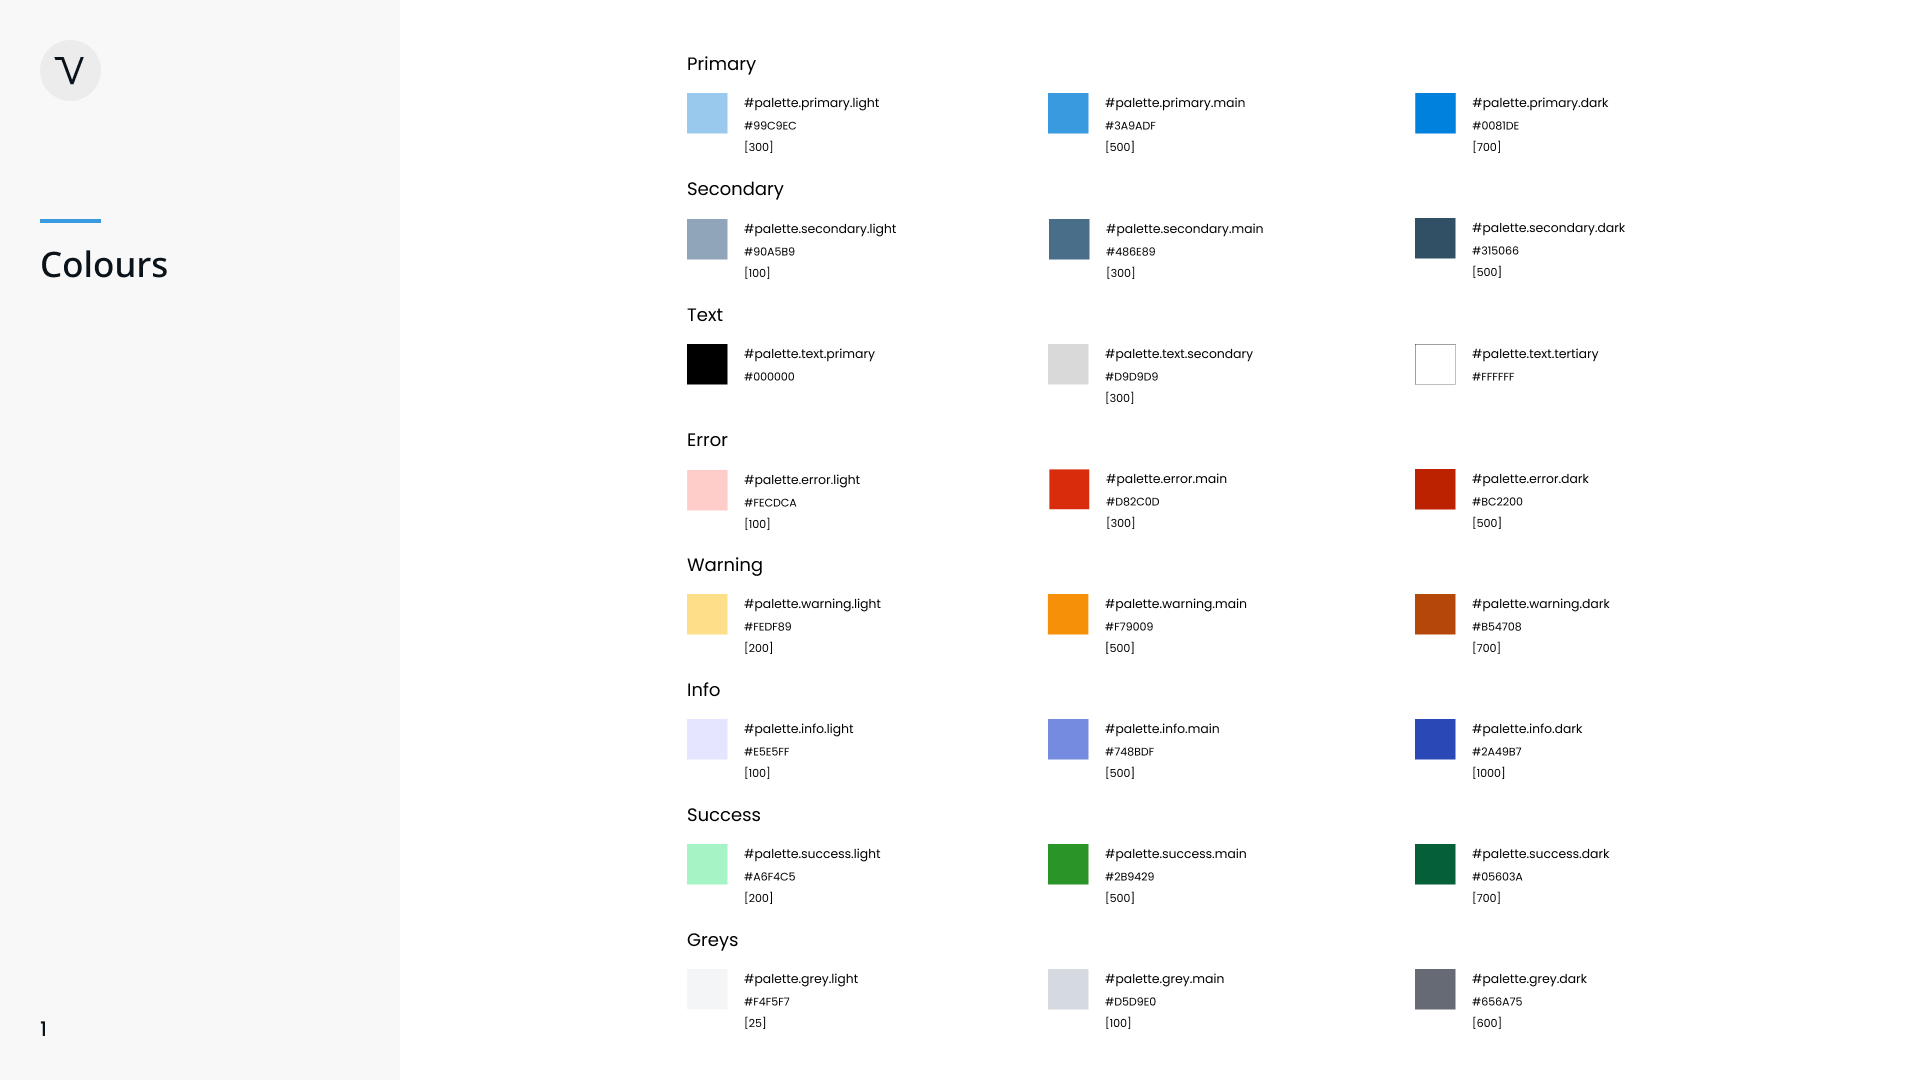 V
Colours
Primary
#palette.primary.light
#99C9EC
[300]
#palette.primary.main
#3A9ADF
[500]
#palette.primary.dark
#0081DE
[700]
Secondary
#palette.secondary.light
#90A5B9
[100]
#palette.secondary.main
#486E89
[300]
#palette.secondary.dark
#315066
[500]
Text
#palette.text.primary
#000000
#palette.text.secondary
#D9D9D9
[300]
#palette.text.tertiary
#FFFFFF
Error
#palette.error.light
#FECDCA
[100]
#palette.error.main
#D82C0D
[300]
#palette.error.dark
#BC2200
[500]
Warning
#palette.warning.light
#FEDF89
[200]
#palette.warning.main
#F79009
[500]
#palette.warning.dark
#B54708
[700]
Info
#palette.info.light
#E5E5FF
[100]
#palette.info.main
#748BDF
[500]
#palette.info.dark
#2A49B7
[1000]
Success
#palette.success.light
#A6F4C5
[200]
#palette.success.main
#2B9429
[500]
#palette.success.dark
#05603A
[700]
Greys
#palette.grey.light
#F4F5F7
[25]
#palette.grey.main
#D5D9E0
[100]
#palette.grey.dark
#656A75
[600]
1